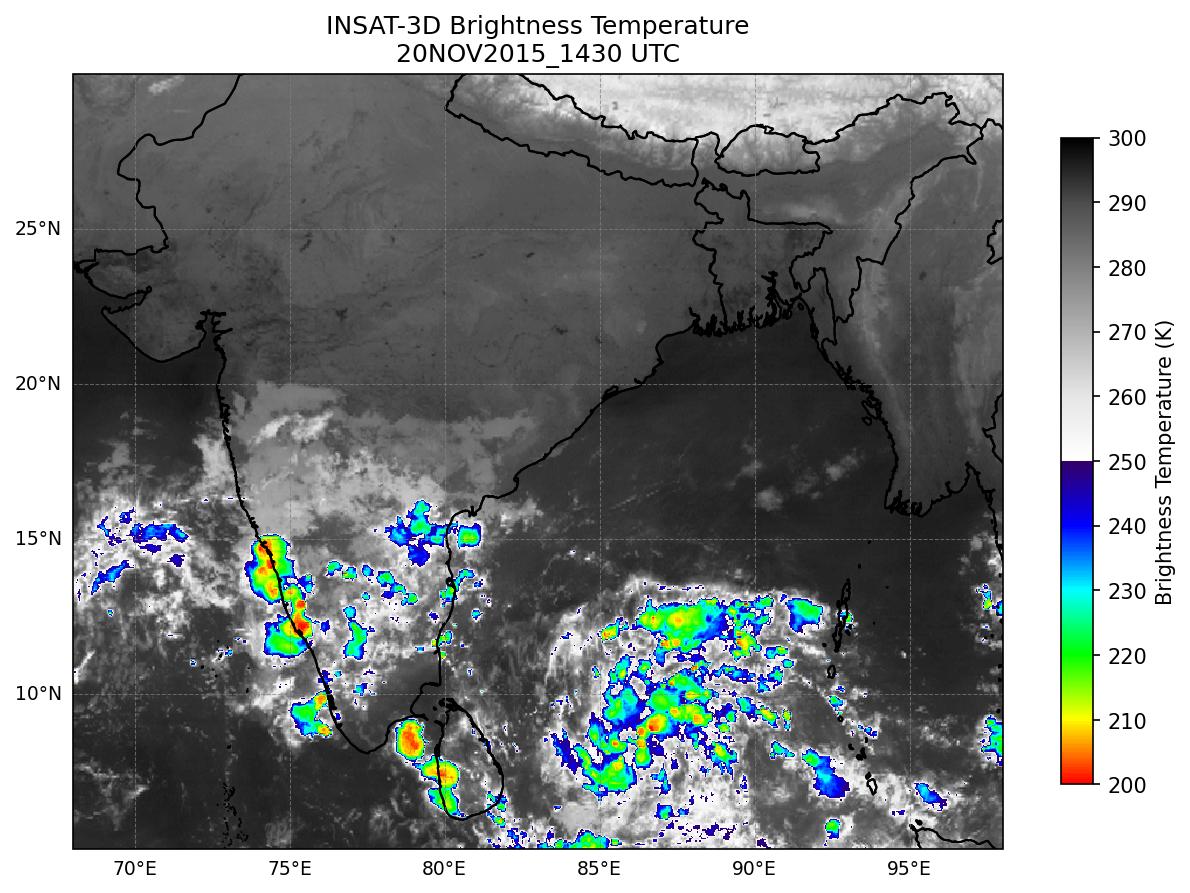 INSAT-3D Brightness Temperature
20NOV2015_1430 UTC
25°N
20°N
15°N
10°N
70°E
75°E
80°E
85°E
90°E
95°E
300
290
280
270
260
250
240
230
220
210
200
Brightness Temperature (K)